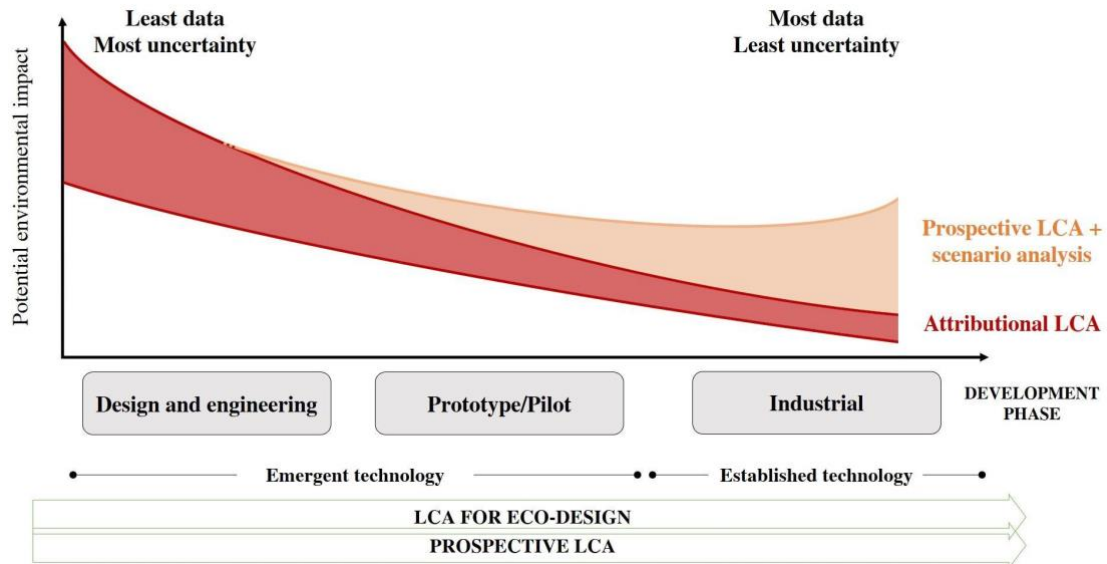 Least data
Most uncertainty
Most data
Least uncertainty
Potential environmental impact
Prospective LCA +
scenario analysis
Attributional LCA
Design and engineering
Prototype/Pilot
Industrial
DEVELOPMENT
PHASE
Emergent technology
Established technology
LCA FOR ECO-DESIGN
PROSPECTIVE LCA